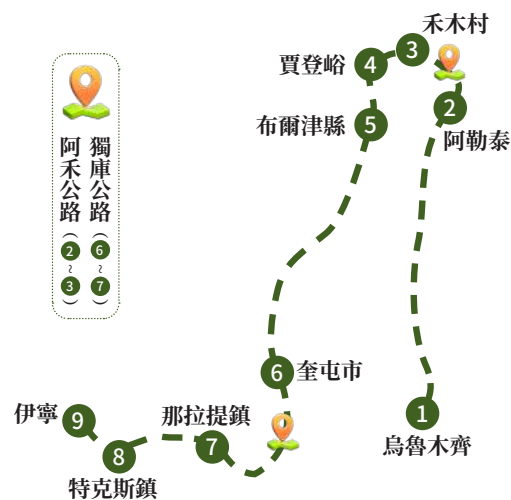 禾木村
3
賈登峪
4
2
阿勒泰
布爾津縣
5
獨庫公路（6~7）
阿禾公路（2~3）
6
奎屯市
1
烏魯木齊
伊寧
9
那拉提鎮
7
8
特克斯鎮